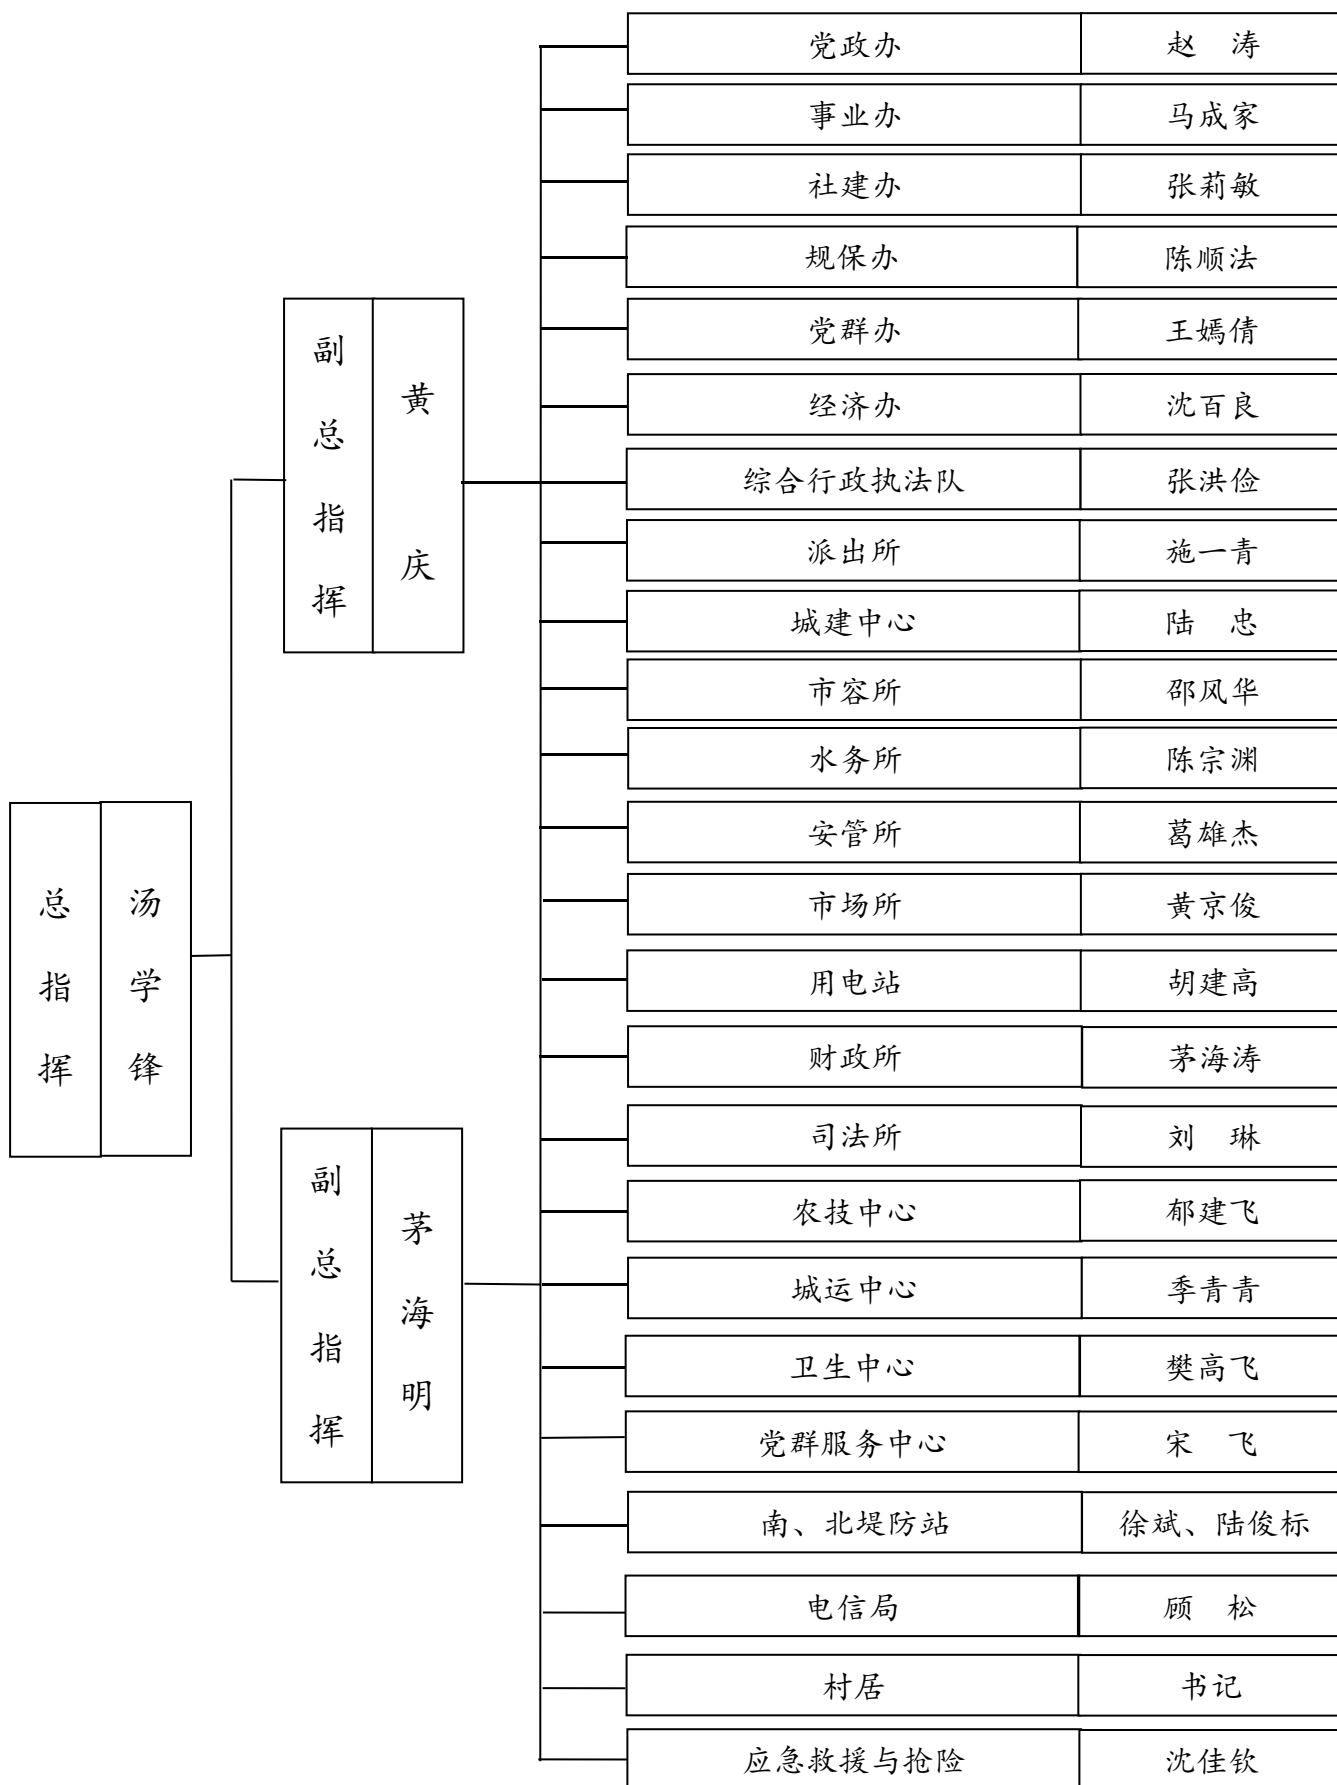 总指挥 汤学锋
副总指挥 黄庆
副总指挥 茅海明
党政办 赵 涛
事业办 马成家
社建办 张莉敏
规保办 陈顺法
党群办 王嫣倩
经济办 沈百良
综合行政执法队 张洪俭
派出所 施一青
城建中心 陆 忠
市容所 邵风华
水务所 陈宗渊
安管所 葛雄杰
市场所 黄京俊
用电站 胡建高
财政所 茅海涛
司法所 刘 琳
农技中心 郁建飞
城运中心 季青青
卫生中心 樊高飞
党群服务中心 宋 飞
南、北堤防站 徐斌、陆俊标
电信局 顾 松
村居 书记
应急救援与抢险 沈佳钦